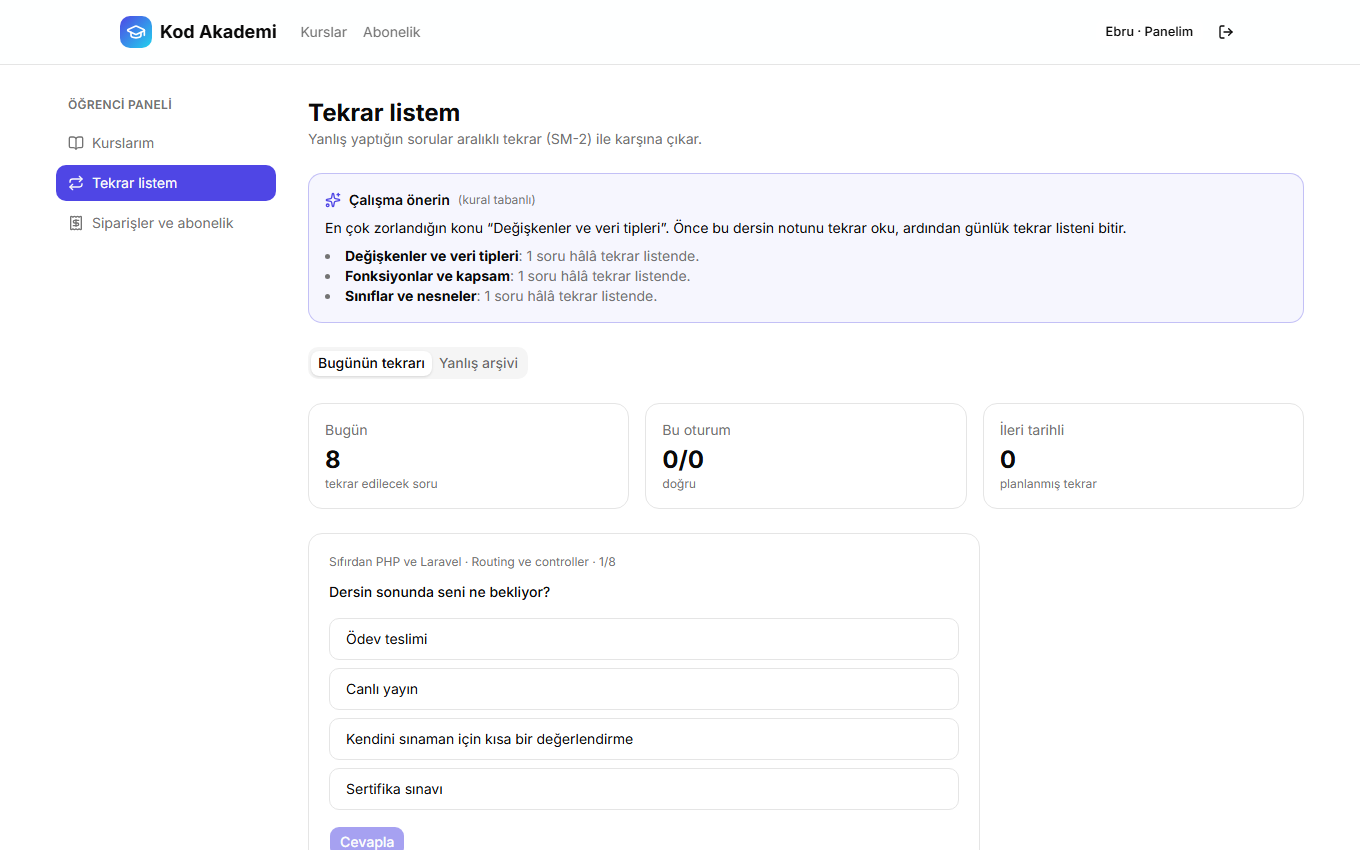 Kod Akademi
Kurslar
Abonelik
Ebru · Panelim
ÖĞRENCİ PANELİ
Kurslarım
Tekrar listem
Siparişler ve abonelik
Tekrar listem
Yanlış yaptığın sorular aralıklı tekrar (SM-2) ile karşına çıkar.
Çalışma önerin (kural tabanlı)
En çok zorlandığın konu “Değişkenler ve veri tipleri”. Önce bu dersin notunu tekrar oku, ardından günlük tekrar listeni bitir.
• Değişkenler ve veri tipleri: 1 soru hâlâ tekrar listende.
• Fonksiyonlar ve kapsam: 1 soru hâlâ tekrar listende.
• Sınıflar ve nesneler: 1 soru hâlâ tekrar listende.
Bugünün tekrarı
Yanlış arşivi
Bugün
8
tekrar edilecek soru
Bu oturum
0/0
doğru
İleri tarihli
0
planlanmış tekrar
Sıfırdan PHP ve Laravel · Routing ve controller · 1/8
Dersin sonunda seni ne bekliyor?
Ödev teslimi
Canlı yayın
Kendini sınaman için kısa bir değerlendirme
Sertifika sınavı
Cevapla